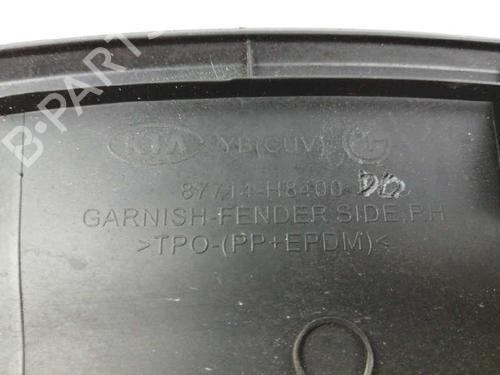 B-PARTS
KIA YB(CUV)
87714-H8400-
GARNISH-FENDER SIDE,RH
>TPO-(PP+EPDM)<